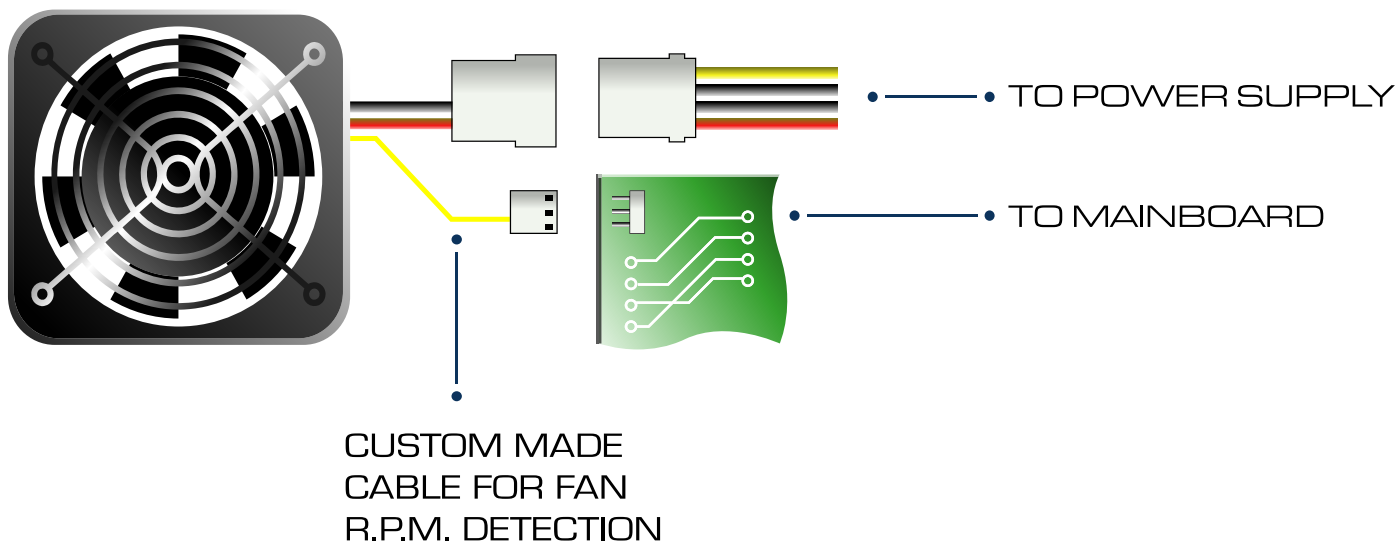 TO POWER SUPPLY
TO MAINBOARD
CUSTOM MADE
CABLE FOR FAN
R.P.M. DETECTION